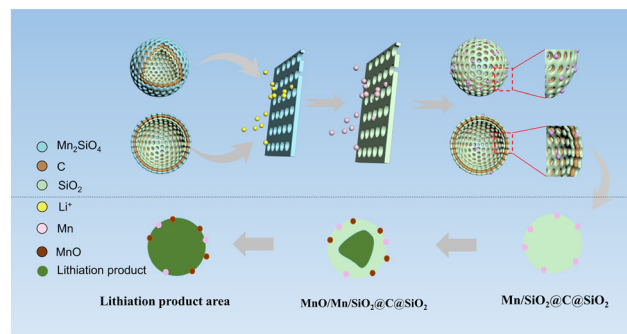 Mn₂SiO₄
C
SiO₂
Li⁺
Mn
MnO
Lithiation product
Lithiation product area
MnO/Mn/SiO₂@C@SiO₂
Mn/SiO₂@C@SiO₂